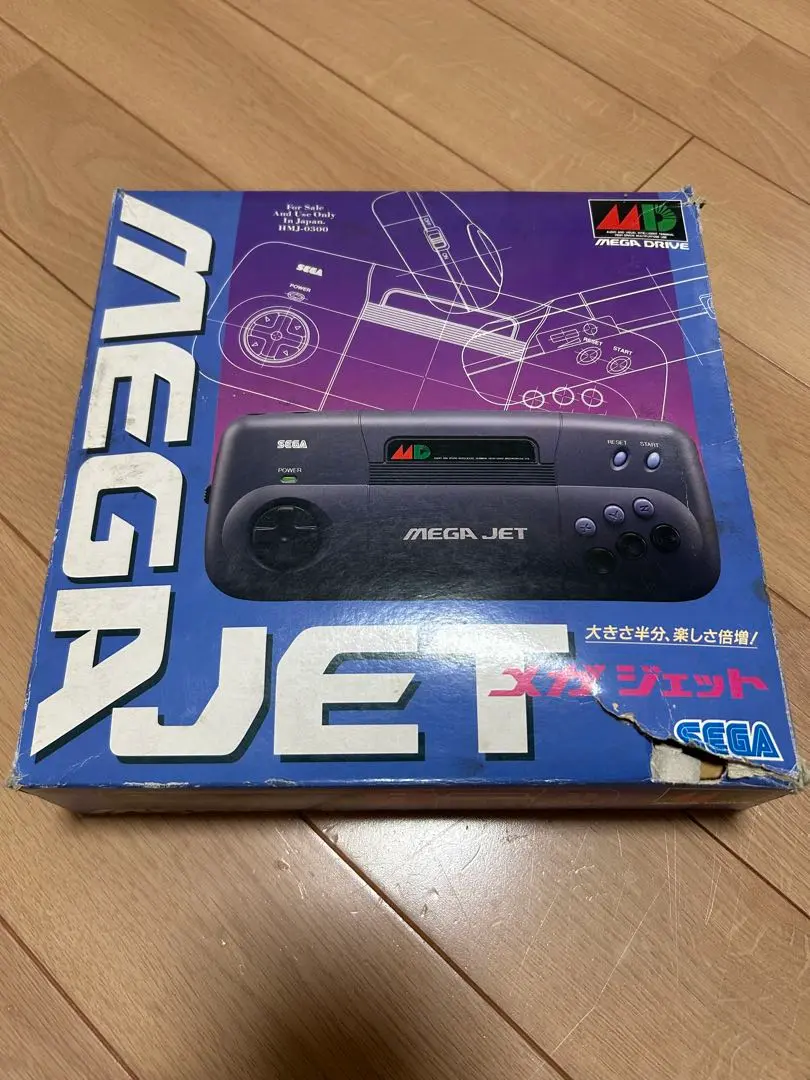 For Sale
And Use Only
In Japan.
HMJ-0300
MD
MEGA DRIVE
SEGA
POWER
RESET
START
SEGA
POWER
MD
RESET
START
MEGA JET
X
Y
Z
MEGA
JET
大きさ半分、楽しさ倍増!
メガジェット
SEGA